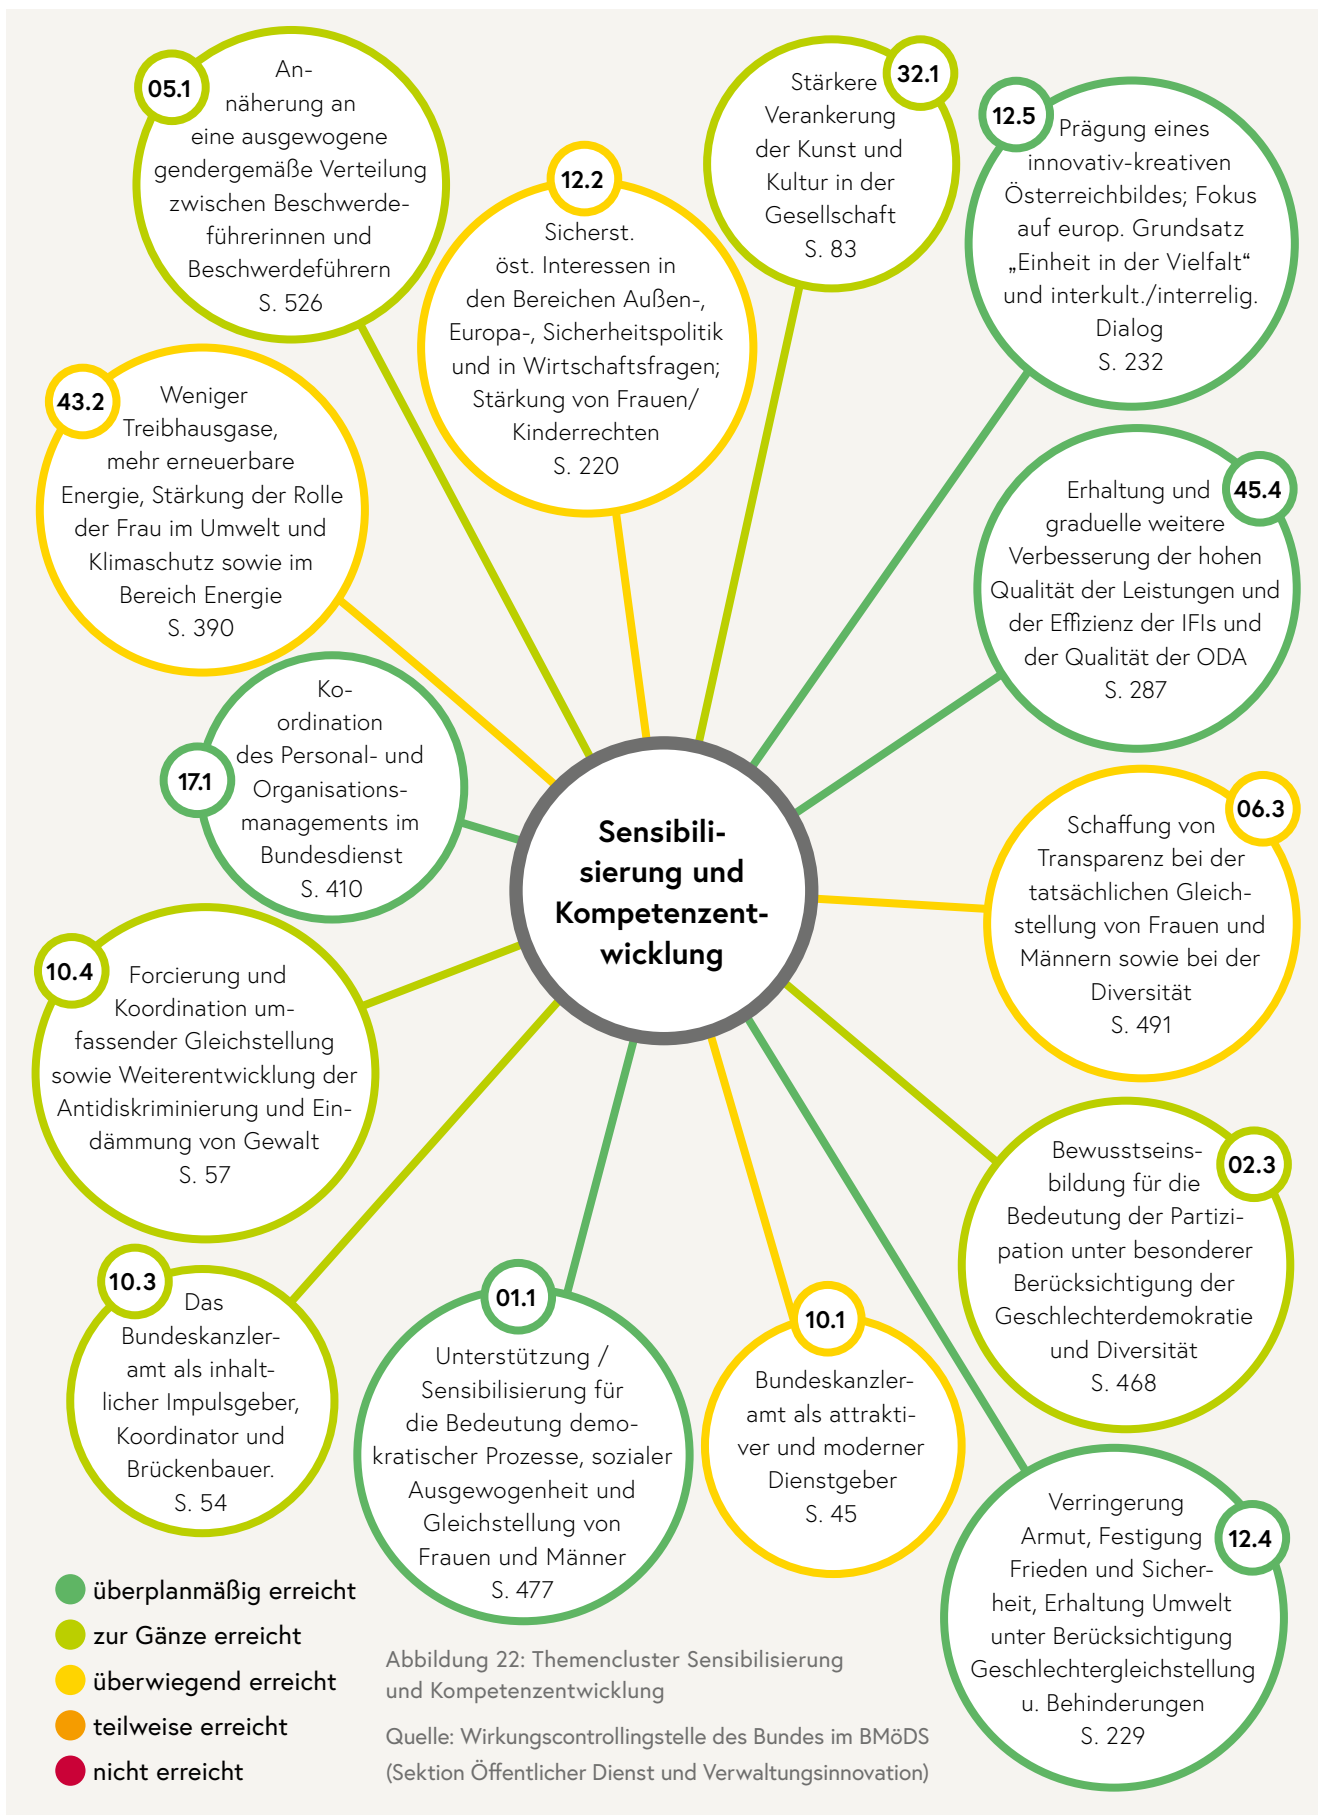 05.1
An-
näherung an
eine ausgewogene
gendergemäße Verteilung
zwischen Beschwerde-
führerinnen und
Beschwerdeführern
S. 526
12.2
Sicherst.
öst. Interessen in
den Bereichen Außen-,
Europa-, Sicherheitspolitik
und in Wirtschaftsfragen;
Stärkung von Frauen/
Kinderrechten
S. 220
32.1
Stärkere
Verankerung
der Kunst und
Kultur in der
Gesellschaft
S. 83
12.5
Prägung eines
innovativ-kreativen
Österreichbildes; Fokus
auf europ. Grundsatz
„Einheit in der Vielfalt“
und interkult./interrelig.
Dialog
S. 232
43.2
Weniger
Treibhausgase,
mehr erneuerbare
Energie, Stärkung der Rolle
der Frau im Umwelt und
Klimaschutz sowie im
Bereich Energie
S. 390
45.4
Erhaltung und
graduelle weitere
Verbesserung der hohen
Qualität der Leistungen und
der Effizienz der IFIs und
der Qualität der ODA
S. 287
17.1
Ko-
ordination
des Personal- und
Organisations-
managements im
Bundesdienst
S. 410
Sensibili-
sierung und
Kompetenzent-
wicklung
06.3
Schaffung von
Transparenz bei der
tatsächlichen Gleich-
stellung von Frauen und
Männern sowie bei der
Diversität
S. 491
10.4
Forcierung und
Koordination um-
fassender Gleichstellung
sowie Weiterentwicklung der
Antidiskriminierung und Ein-
dämmung von Gewalt
S. 57
02.3
Bewusstseins-
bildung für die
Bedeutung der Partizi-
pation unter besonderer
Berücksichtigung der
Geschlechterdemokratie
und Diversität
S. 468
10.3
Das
Bundeskanzler-
amt als inhalt-
licher Impulsgeber,
Koordinator und
Brückenbauer.
S. 54
01.1
Unterstützung /
Sensibilisierung für
die Bedeutung demo-
kratischer Prozesse, sozialer
Ausgewogenheit und
Gleichstellung von
Frauen und Männer
S. 477
10.1
Bundeskanzler-
amt als attrakti-
ver und moderner
Dienstgeber
S. 45
12.4
Verringerung
Armut, Festigung
Frieden und Sicher-
heit, Erhaltung Umwelt
unter Berücksichtigung
Geschlechtergleichstellung
u. Behinderungen
S. 229
überplanmäßig erreicht
zur Gänze erreicht
überwiegend erreicht
teilweise erreicht
nicht erreicht
Abbildung 22: Themencluster Sensibilisierung
und Kompetenzentwicklung
Quelle: Wirkungscontrollingstelle des Bundes im BMöDS
(Sektion Öffentlicher Dienst und Verwaltungsinnovation)